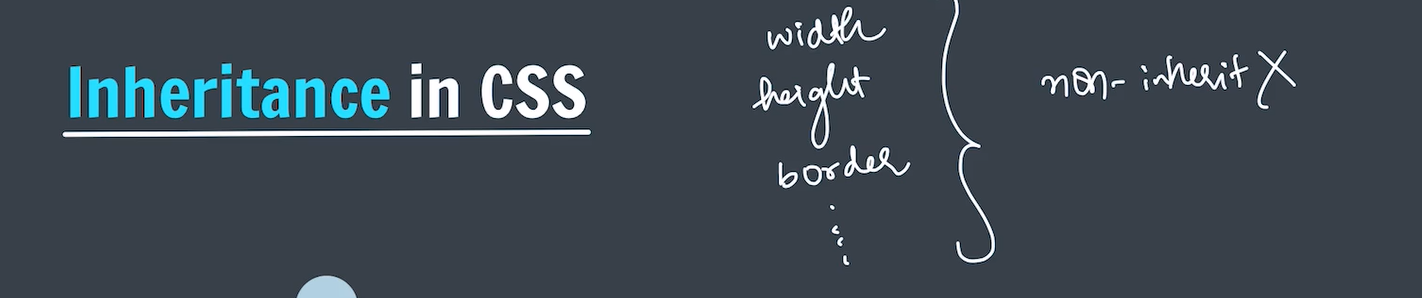 Inheritance in CSS
width
height
border
non-inherit X